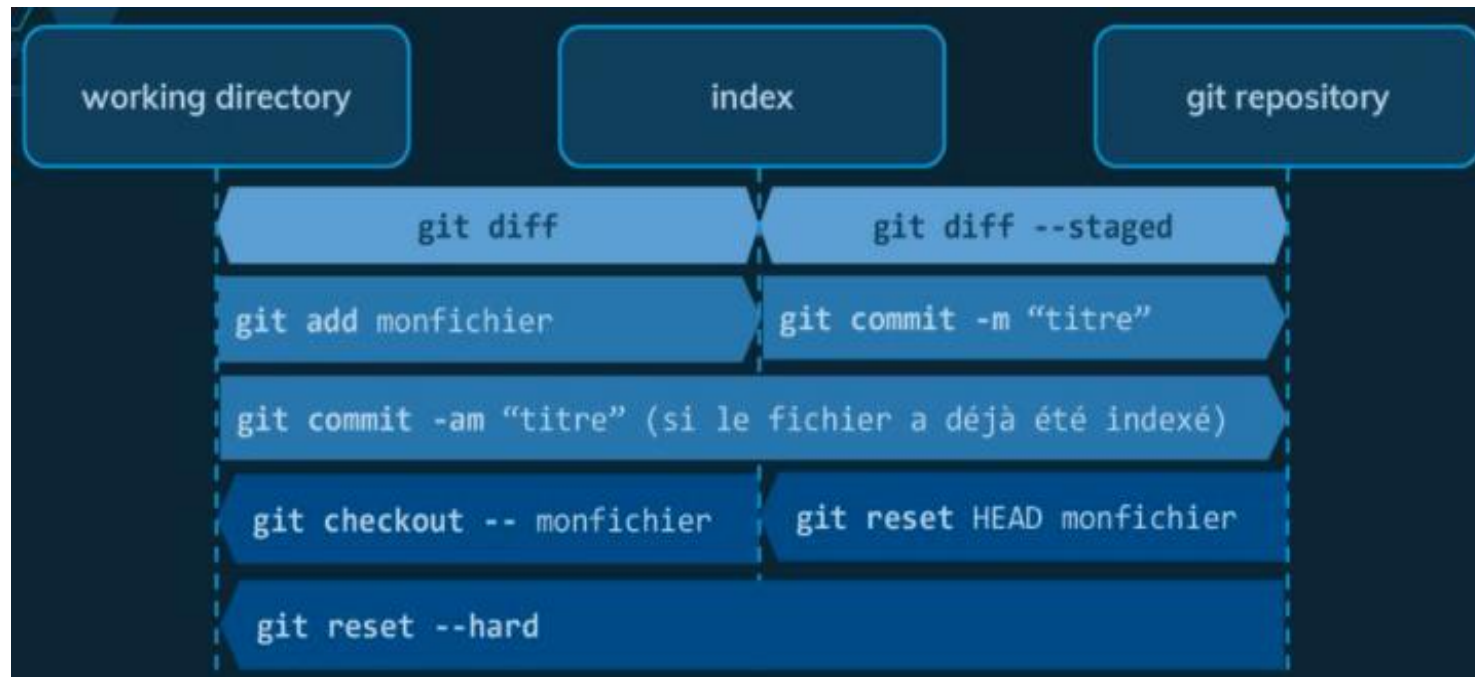 working directory
index
git repository
git diff
git diff --staged
git add monfichier
git commit -m “titre”
git commit -am “titre” (si le fichier a déjà été indexé)
git checkout -- monfichier
git reset HEAD monfichier
git reset --hard